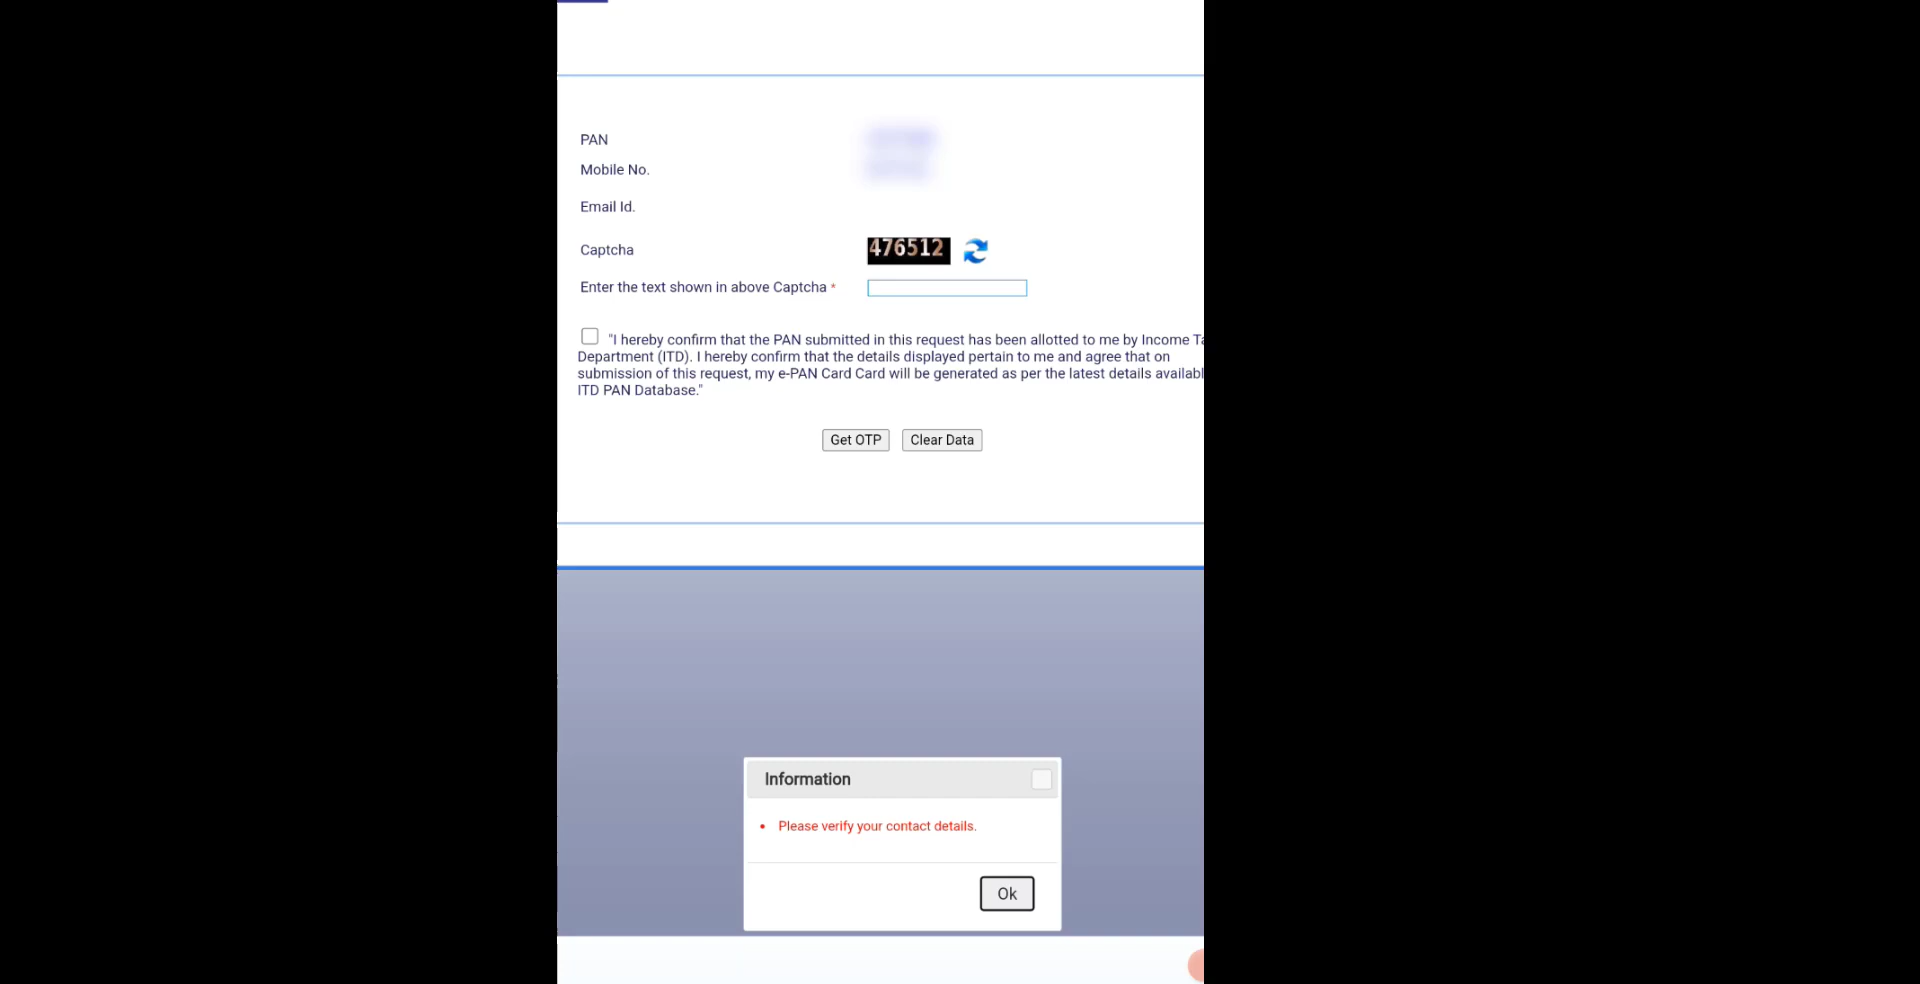 PAN
Mobile No.
Email Id.
Captcha 476512
Enter the text shown in above Captcha *
"I hereby confirm that the PAN submitted in this request has been allotted to me by Income Ta
Department (ITD). I hereby confirm that the details displayed pertain to me and agree that on
submission of this request, my e-PAN Card Card will be generated as per the latest details availabl
ITD PAN Database."
Get OTP Clear Data
Information
• Please verify your contact details.
Ok